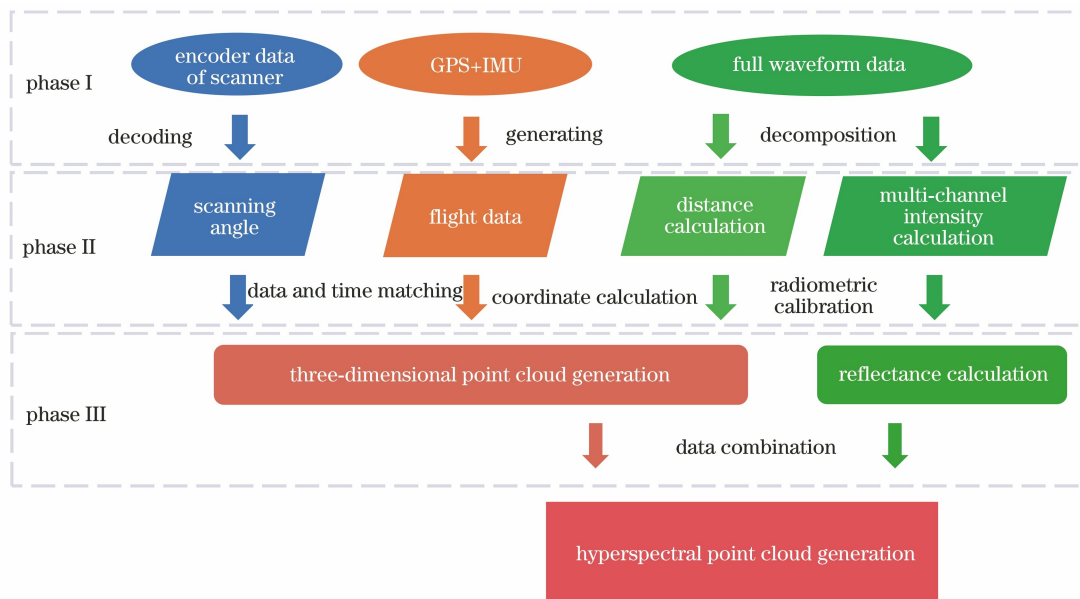 encoder data
of scanner
GPS+IMU
full waveform data
phase I
decoding
generating
decomposition
scanning
angle
flight data
distance
calculation
multi-channel
intensity
calculation
phase II
data and time matching
coordinate calculation
radiometric
calibration
three-dimensional point cloud generation
reflectance calculation
phase III
data combination
hyperspectral point cloud generation